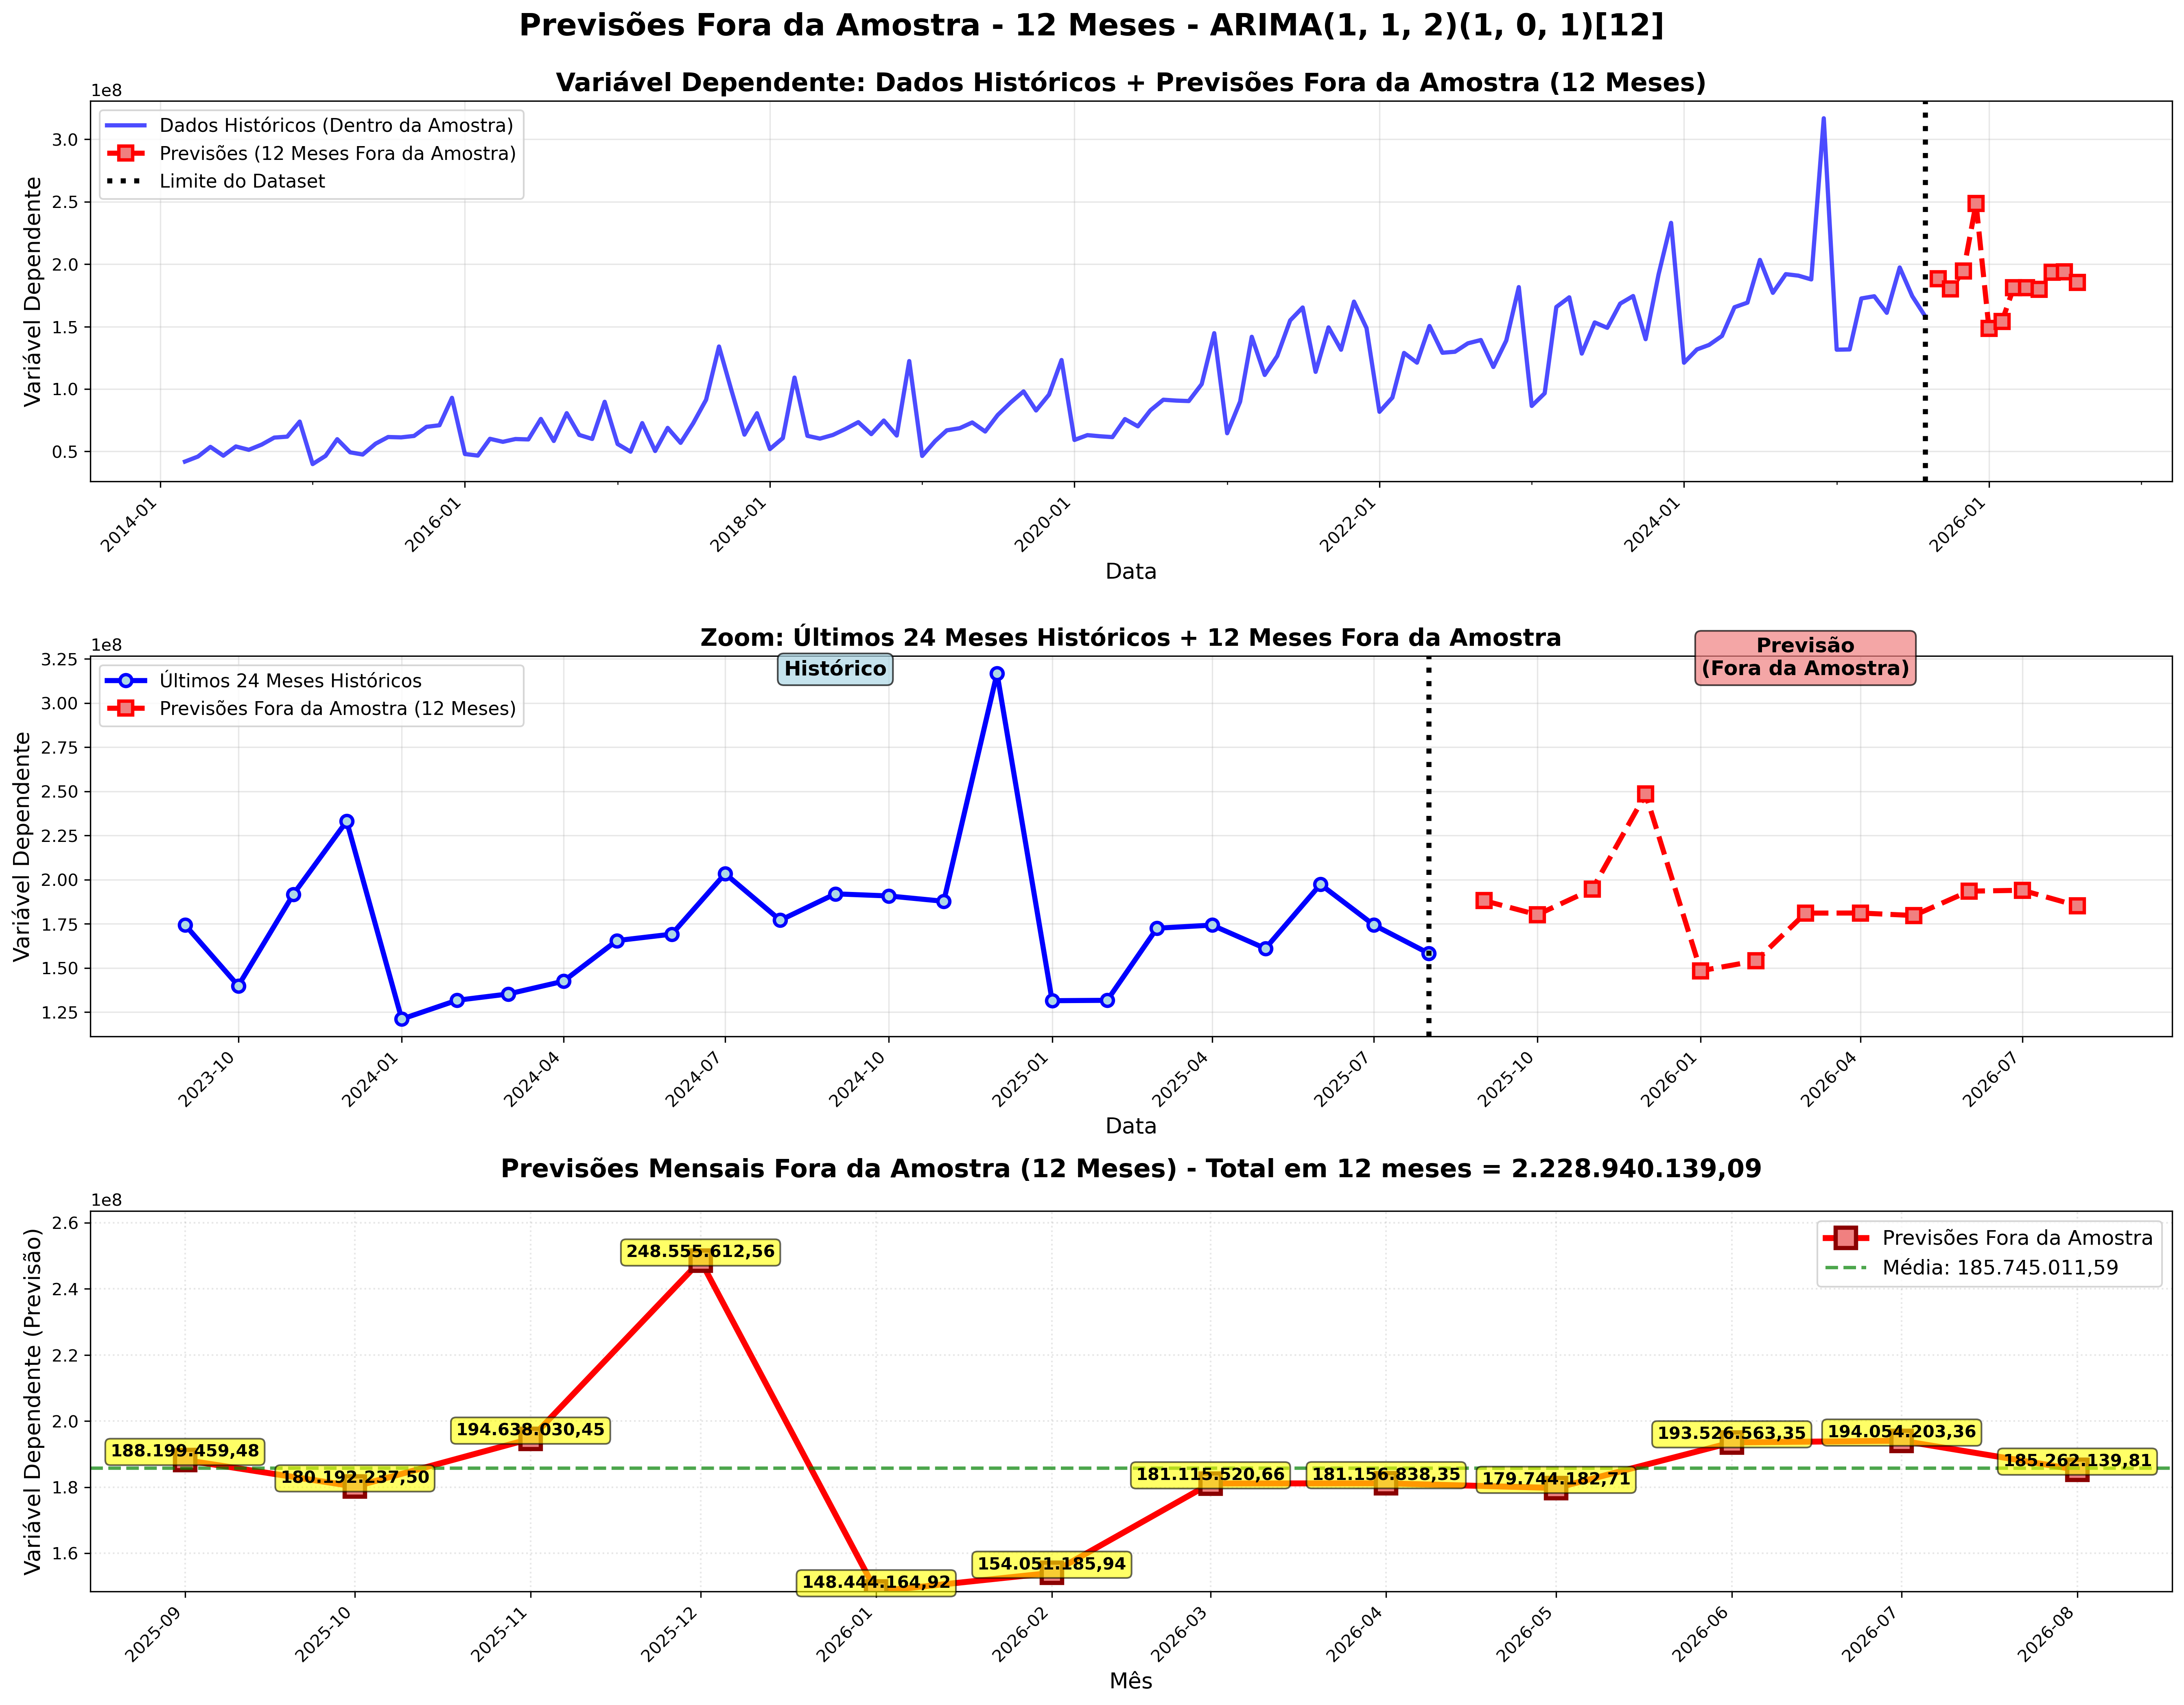 Previsões Fora da Amostra - 12 Meses - ARIMA(1, 1, 2)(1, 0, 1)[12]
Variável Dependente: Dados Históricos + Previsões Fora da Amostra (12 Meses)
1e8
Dados Históricos (Dentro da Amostra)
Previsões (12 Meses Fora da Amostra)
Limite do Dataset
Variável Dependente
3.0
2.5
2.0
1.5
1.0
0.5
2014-01
2016-01
2018-01
2020-01
2022-01
2024-01
2026-01
Data
Zoom: Últimos 24 Meses Históricos + 12 Meses Fora da Amostra
1e8
Últimos 24 Meses Históricos
Previsões Fora da Amostra (12 Meses)
Histórico
Previsão
(Fora da Amostra)
Variável Dependente
3.25
3.00
2.75
2.50
2.25
2.00
1.75
1.50
1.25
2023-10
2024-01
2024-04
2024-07
2024-10
2025-01
2025-04
2025-07
2025-10
2026-01
2026-04
2026-07
Data
Previsões Mensais Fora da Amostra (12 Meses) - Total em 12 meses = 2.228.940.139,09
1e8
Previsões Fora da Amostra
Média: 185.745.011,59
Variável Dependente (Previsão)
2.6
2.4
2.2
2.0
1.8
1.6
188.199.459,48
180.192.237,50
194.638.030,45
248.555.612,56
148.444.164,92
154.051.185,94
181.115.520,66
181.156.838,35
179.744.182,71
193.526.563,35
194.054.203,36
185.262.139,81
2025-09
2025-10
2025-11
2025-12
2026-01
2026-02
2026-03
2026-04
2026-05
2026-06
2026-07
2026-08
Mês